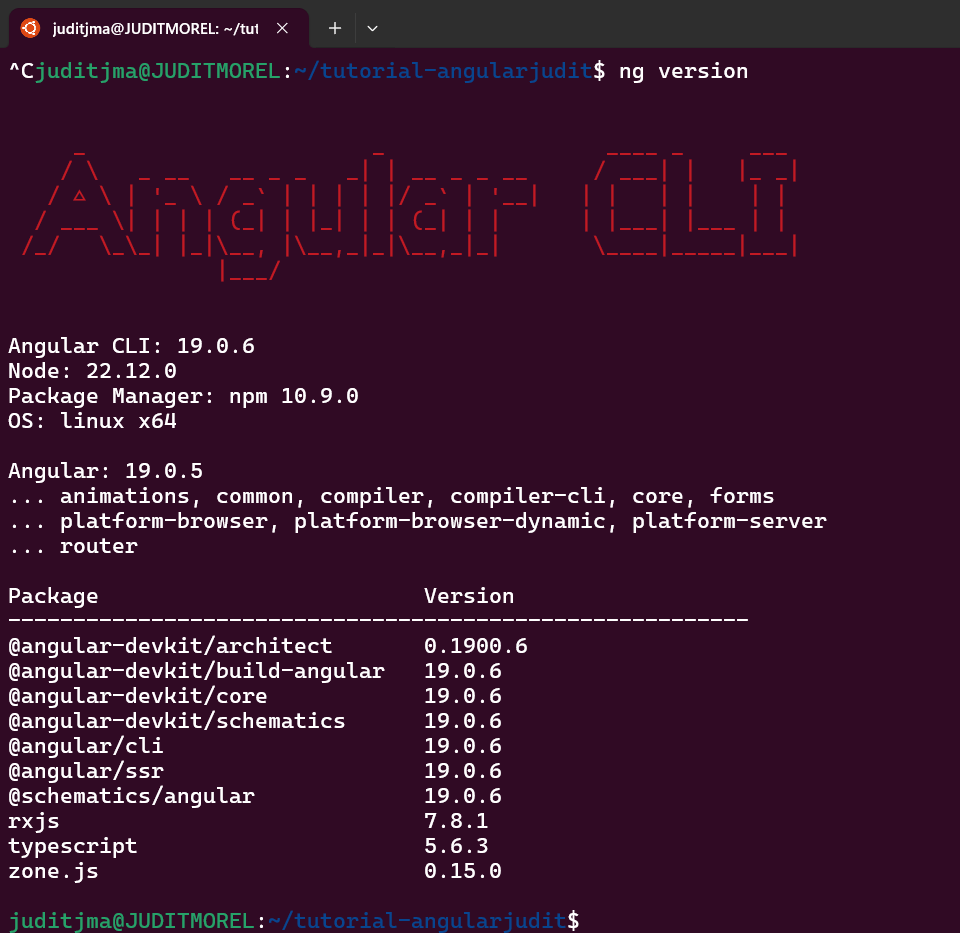 juditjma@JUDITMOREL: ~/tut
^Cjuditjma@JUDITMOREL:~/tutorial-angularjudit$ ng version
Angular CLI
Angular CLI: 19.0.6
Node: 22.12.0
Package Manager: npm 10.9.0
OS: linux x64
Angular: 19.0.5
... animations, common, compiler, compiler-cli, core, forms
... platform-browser, platform-browser-dynamic, platform-server
... router
Package Version
---------------------------------------------------------
@angular-devkit/architect 0.1900.6
@angular-devkit/build-angular 19.0.6
@angular-devkit/core 19.0.6
@angular-devkit/schematics 19.0.6
@angular/cli 19.0.6
@angular/ssr 19.0.6
@schematics/angular 19.0.6
rxjs 7.8.1
typescript 5.6.3
zone.js 0.15.0
juditjma@JUDITMOREL:~/tutorial-angularjudit$